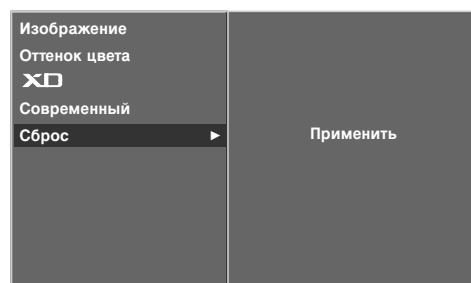 Изображение
Оттенок цвета
XD
Современный
Сброс ►
Применить